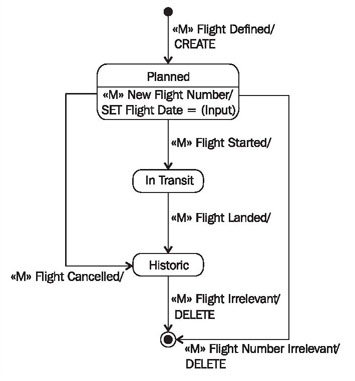 «M» Flight Defined/
CREATE
Planned
«M» New Flight Number/
SET Flight Date = (Input)
«M» Flight Started/
In Transit
«M» Flight Landed/
Historic
«M» Flight Cancelled/
«M» Flight Irrelevant/
DELETE
«M» Flight Number Irrelevant/
DELETE